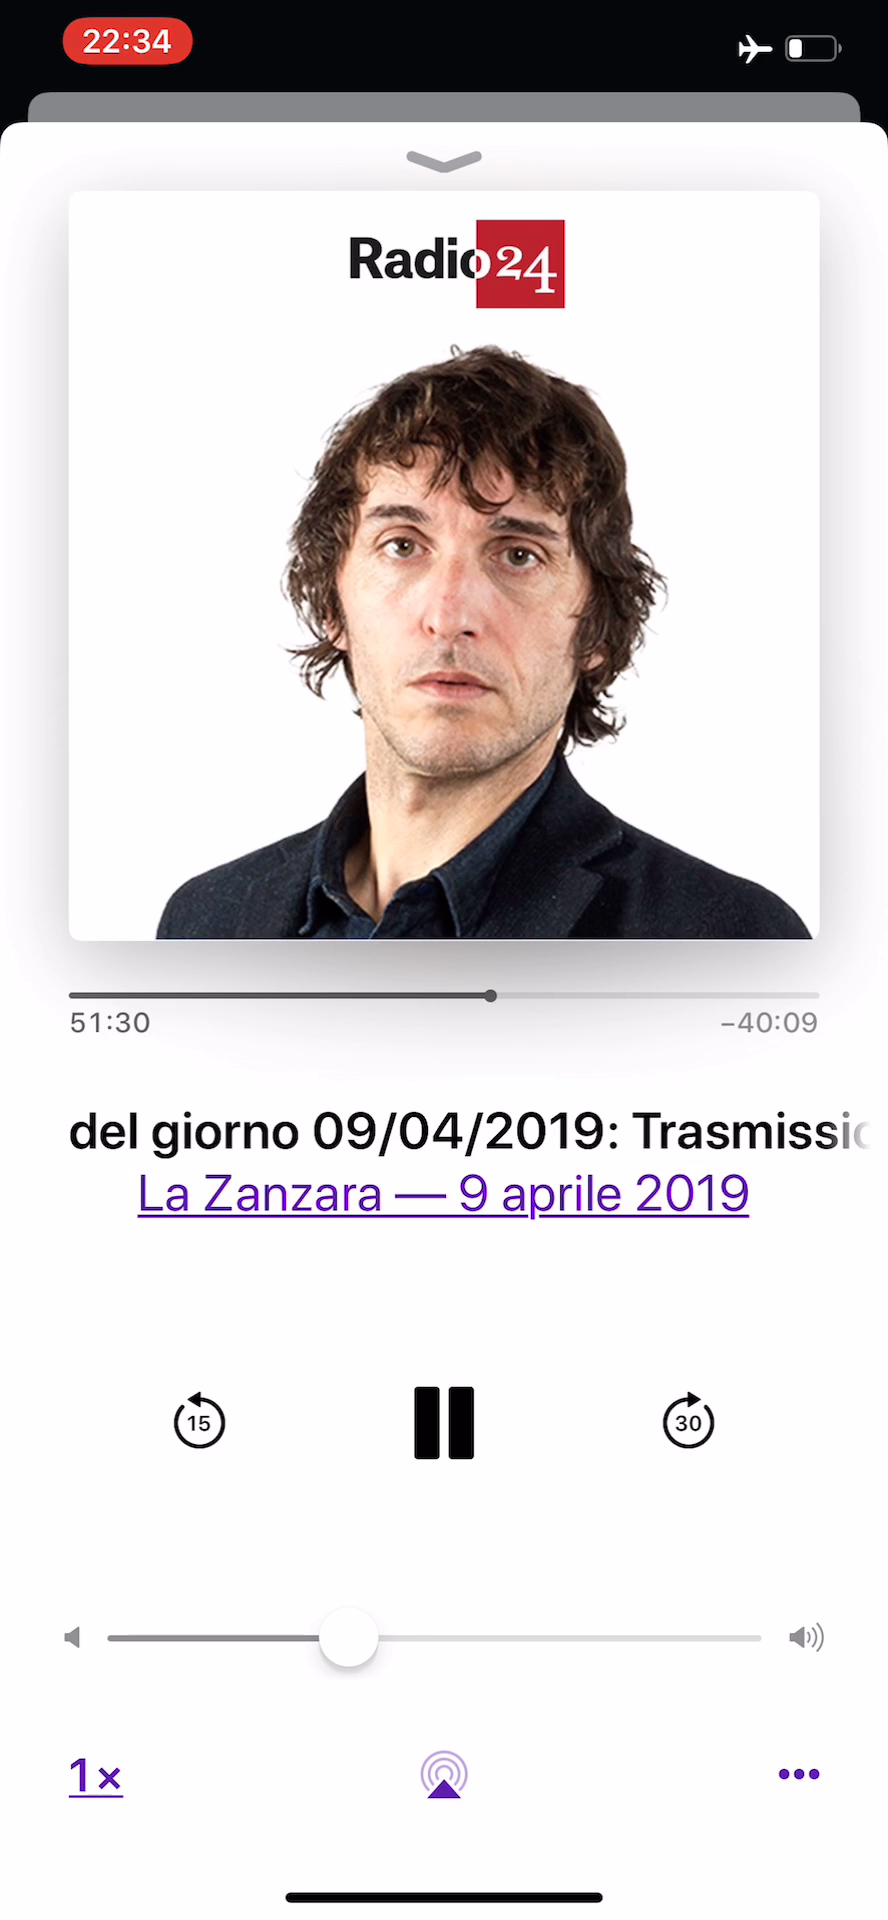 22:34
Radio24
51:30
–40:09
del giorno 09/04/2019: Trasmissio
La Zanzara — 9 aprile 2019
15
30
1×